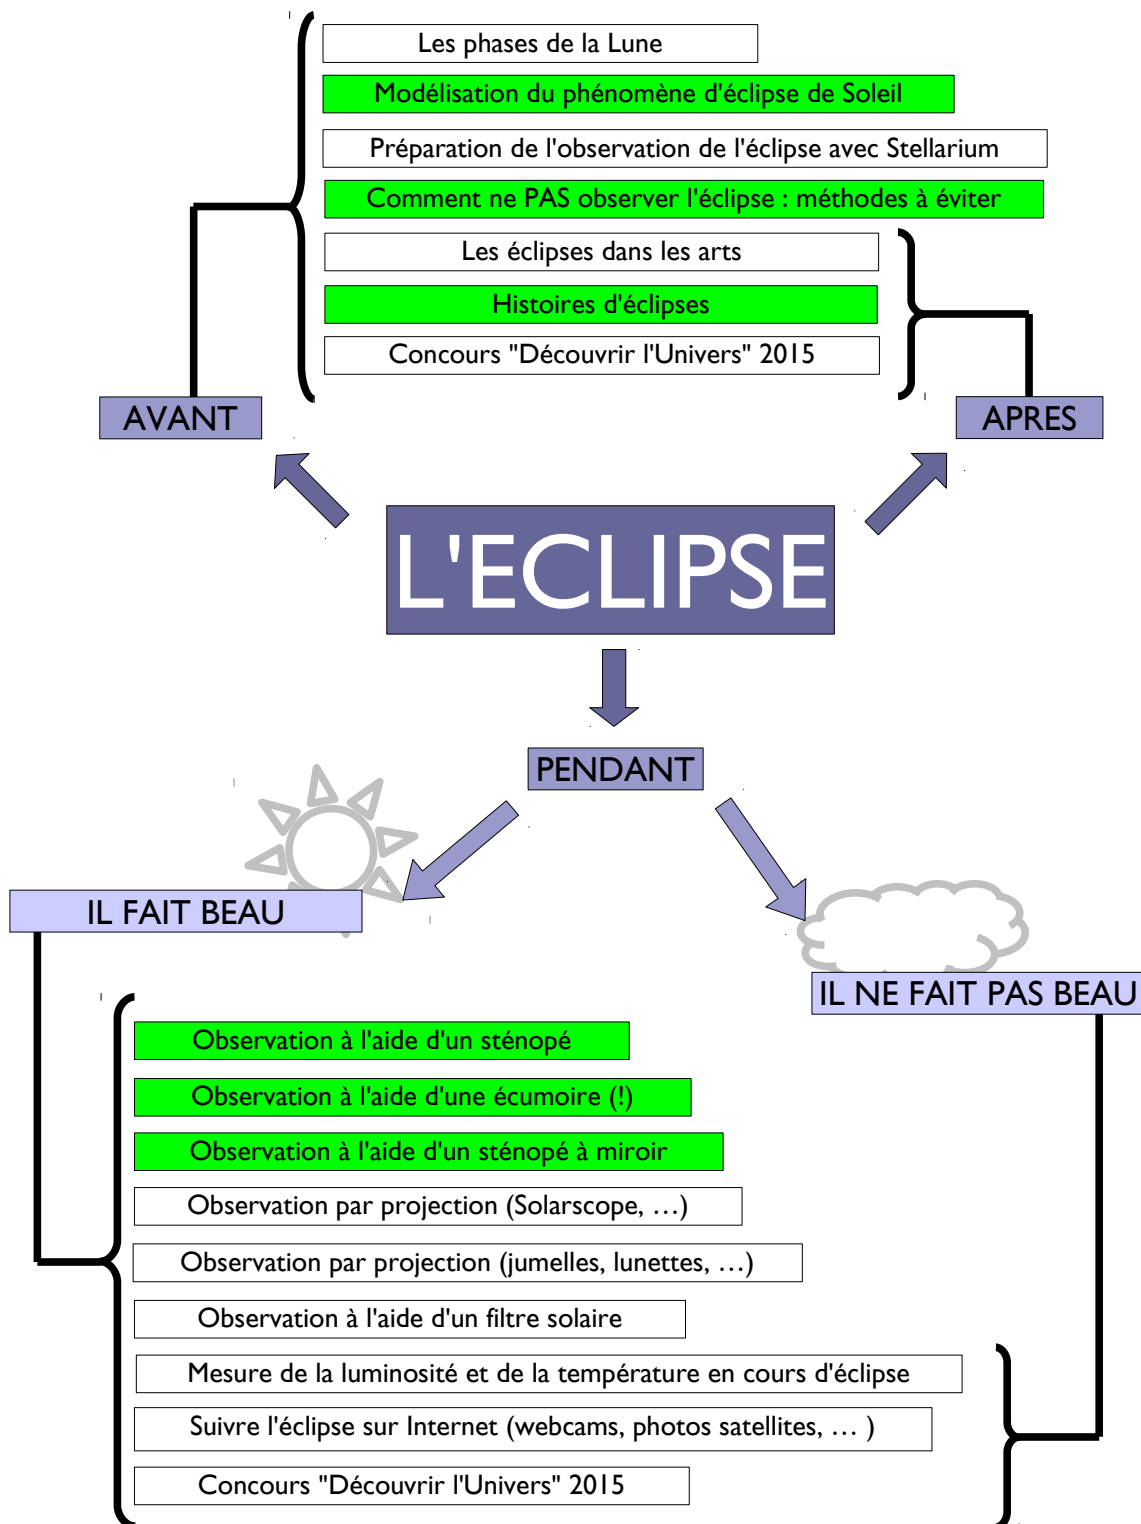 Les phases de la Lune
Modélisation du phénomène d'éclipse de Soleil
Préparation de l'observation de l'éclipse avec Stellarium
Comment ne PAS observer l'éclipse : méthodes à éviter
Les éclipses dans les arts
Histoires d'éclipses
Concours "Découvrir l'Univers" 2015
AVANT
APRES
L'ECLIPSE
PENDANT
IL FAIT BEAU
IL NE FAIT PAS BEAU
Observation à l'aide d'un sténopé
Observation à l'aide d'une écumoire (!)
Observation à l'aide d'un sténopé à miroir
Observation par projection (Solarscope, …)
Observation par projection (jumelles, lunettes, …)
Observation à l'aide d'un filtre solaire
Mesure de la luminosité et de la température en cours d'éclipse
Suivre l'éclipse sur Internet (webcams, photos satellites, … )
Concours "Découvrir l'Univers" 2015